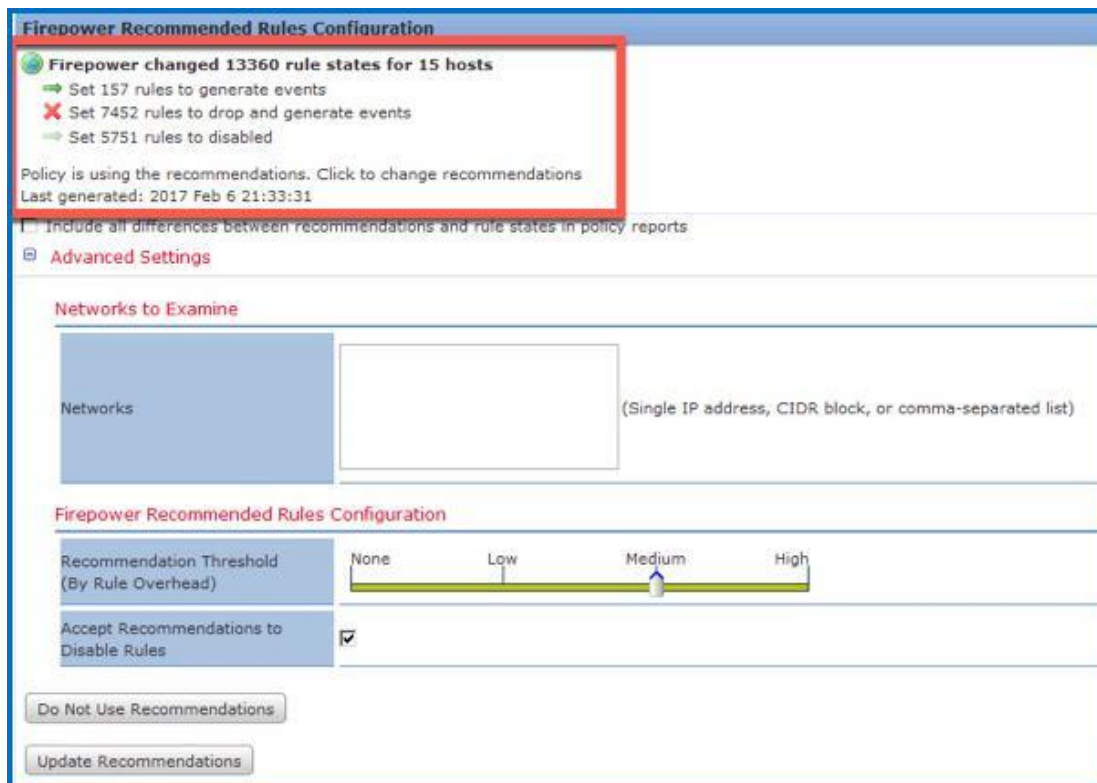 Firepower Recommended Rules Configuration
Firepower changed 13360 rule states for 15 hosts
Set 157 rules to generate events
Set 7452 rules to drop and generate events
Set 5751 rules to disabled
Policy is using the recommendations. Click to change recommendations
Last generated: 2017 Feb 6 21:33:31
Include all differences between recommendations and rule states in policy reports
Advanced Settings
Networks to Examine
Networks
(Single IP address, CIDR block, or comma-separated list)
Firepower Recommended Rules Configuration
Recommendation Threshold
(By Rule Overhead)
None Low Medium High
Accept Recommendations to
Disable Rules
Do Not Use Recommendations
Update Recommendations